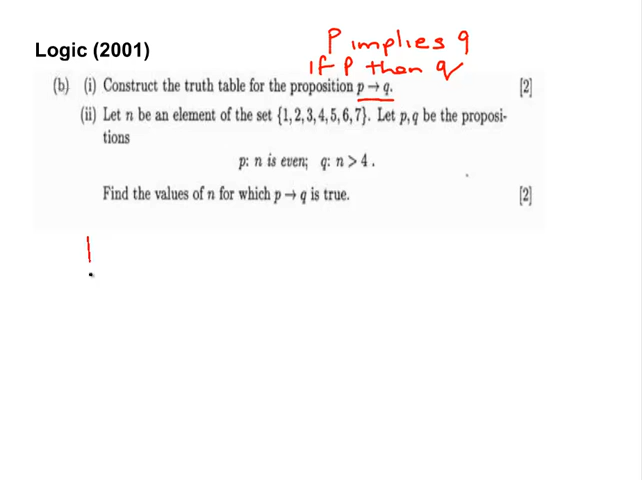 P implies q
Logic (2001)
if P then q
(b) (i) Construct the truth table for the proposition p → q. [2]
(ii) Let n be an element of the set {1,2,3,4,5,6,7}. Let p,q be the proposi-
tions
p: n is even; q: n > 4 .
Find the values of n for which p → q is true. [2]